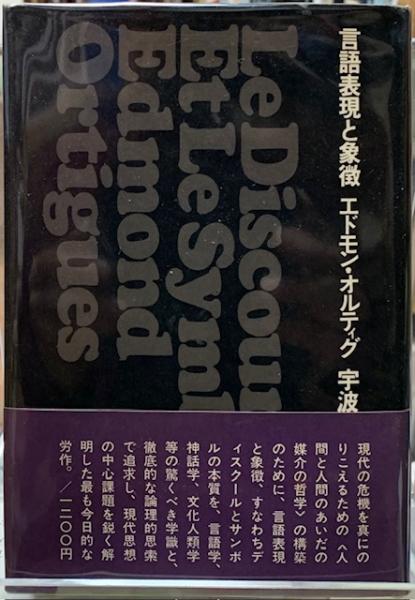 言語表現と象徴 エドモン・オルティグ 宇波
Le Discour
Et Le Symb
Edmond
Ortigues
現代の危機を真にの
りこえるための〈人
間と人間のあいだの
媒介の哲学〉の構築
のために、言語表現
と象徴、すなわちデ
ィスクールとサンボ
ルの本質を、言語学、
神話学、文化人類学
等の驚くべき学識と、
徹底的な論理的思索
で追求し、現代思想
の中心課題を鋭く解
明した最も今日的な
労作。/一二〇〇円